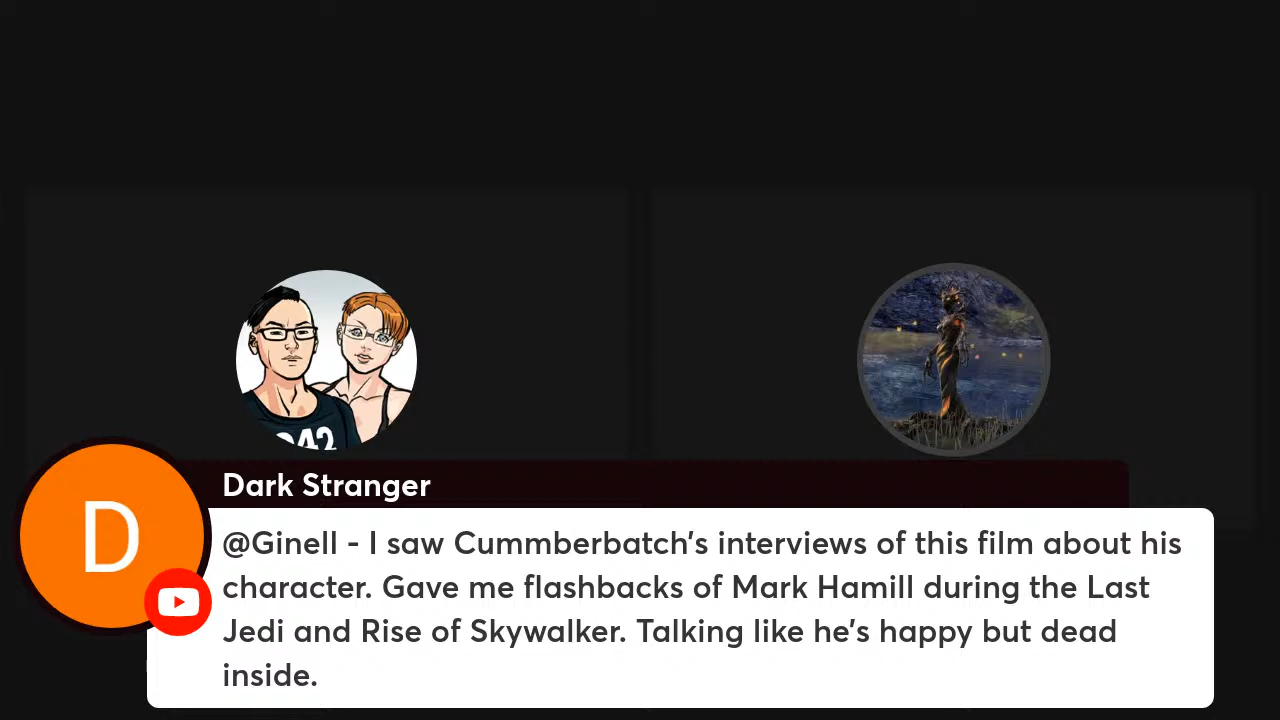 042
Dark Stranger
D
@Ginell - I saw Cummberbatch's interviews of this film about his
character. Gave me flashbacks of Mark Hamill during the Last
Jedi and Rise of Skywalker. Talking like he's happy but dead
inside.